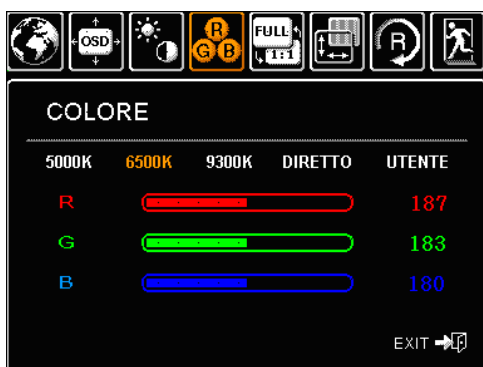 OSD R G B FULL 1:1 R
COLORE
5000K 6500K 9300K DIRETTO UTENTE
R 187
G 183
B 180
EXIT